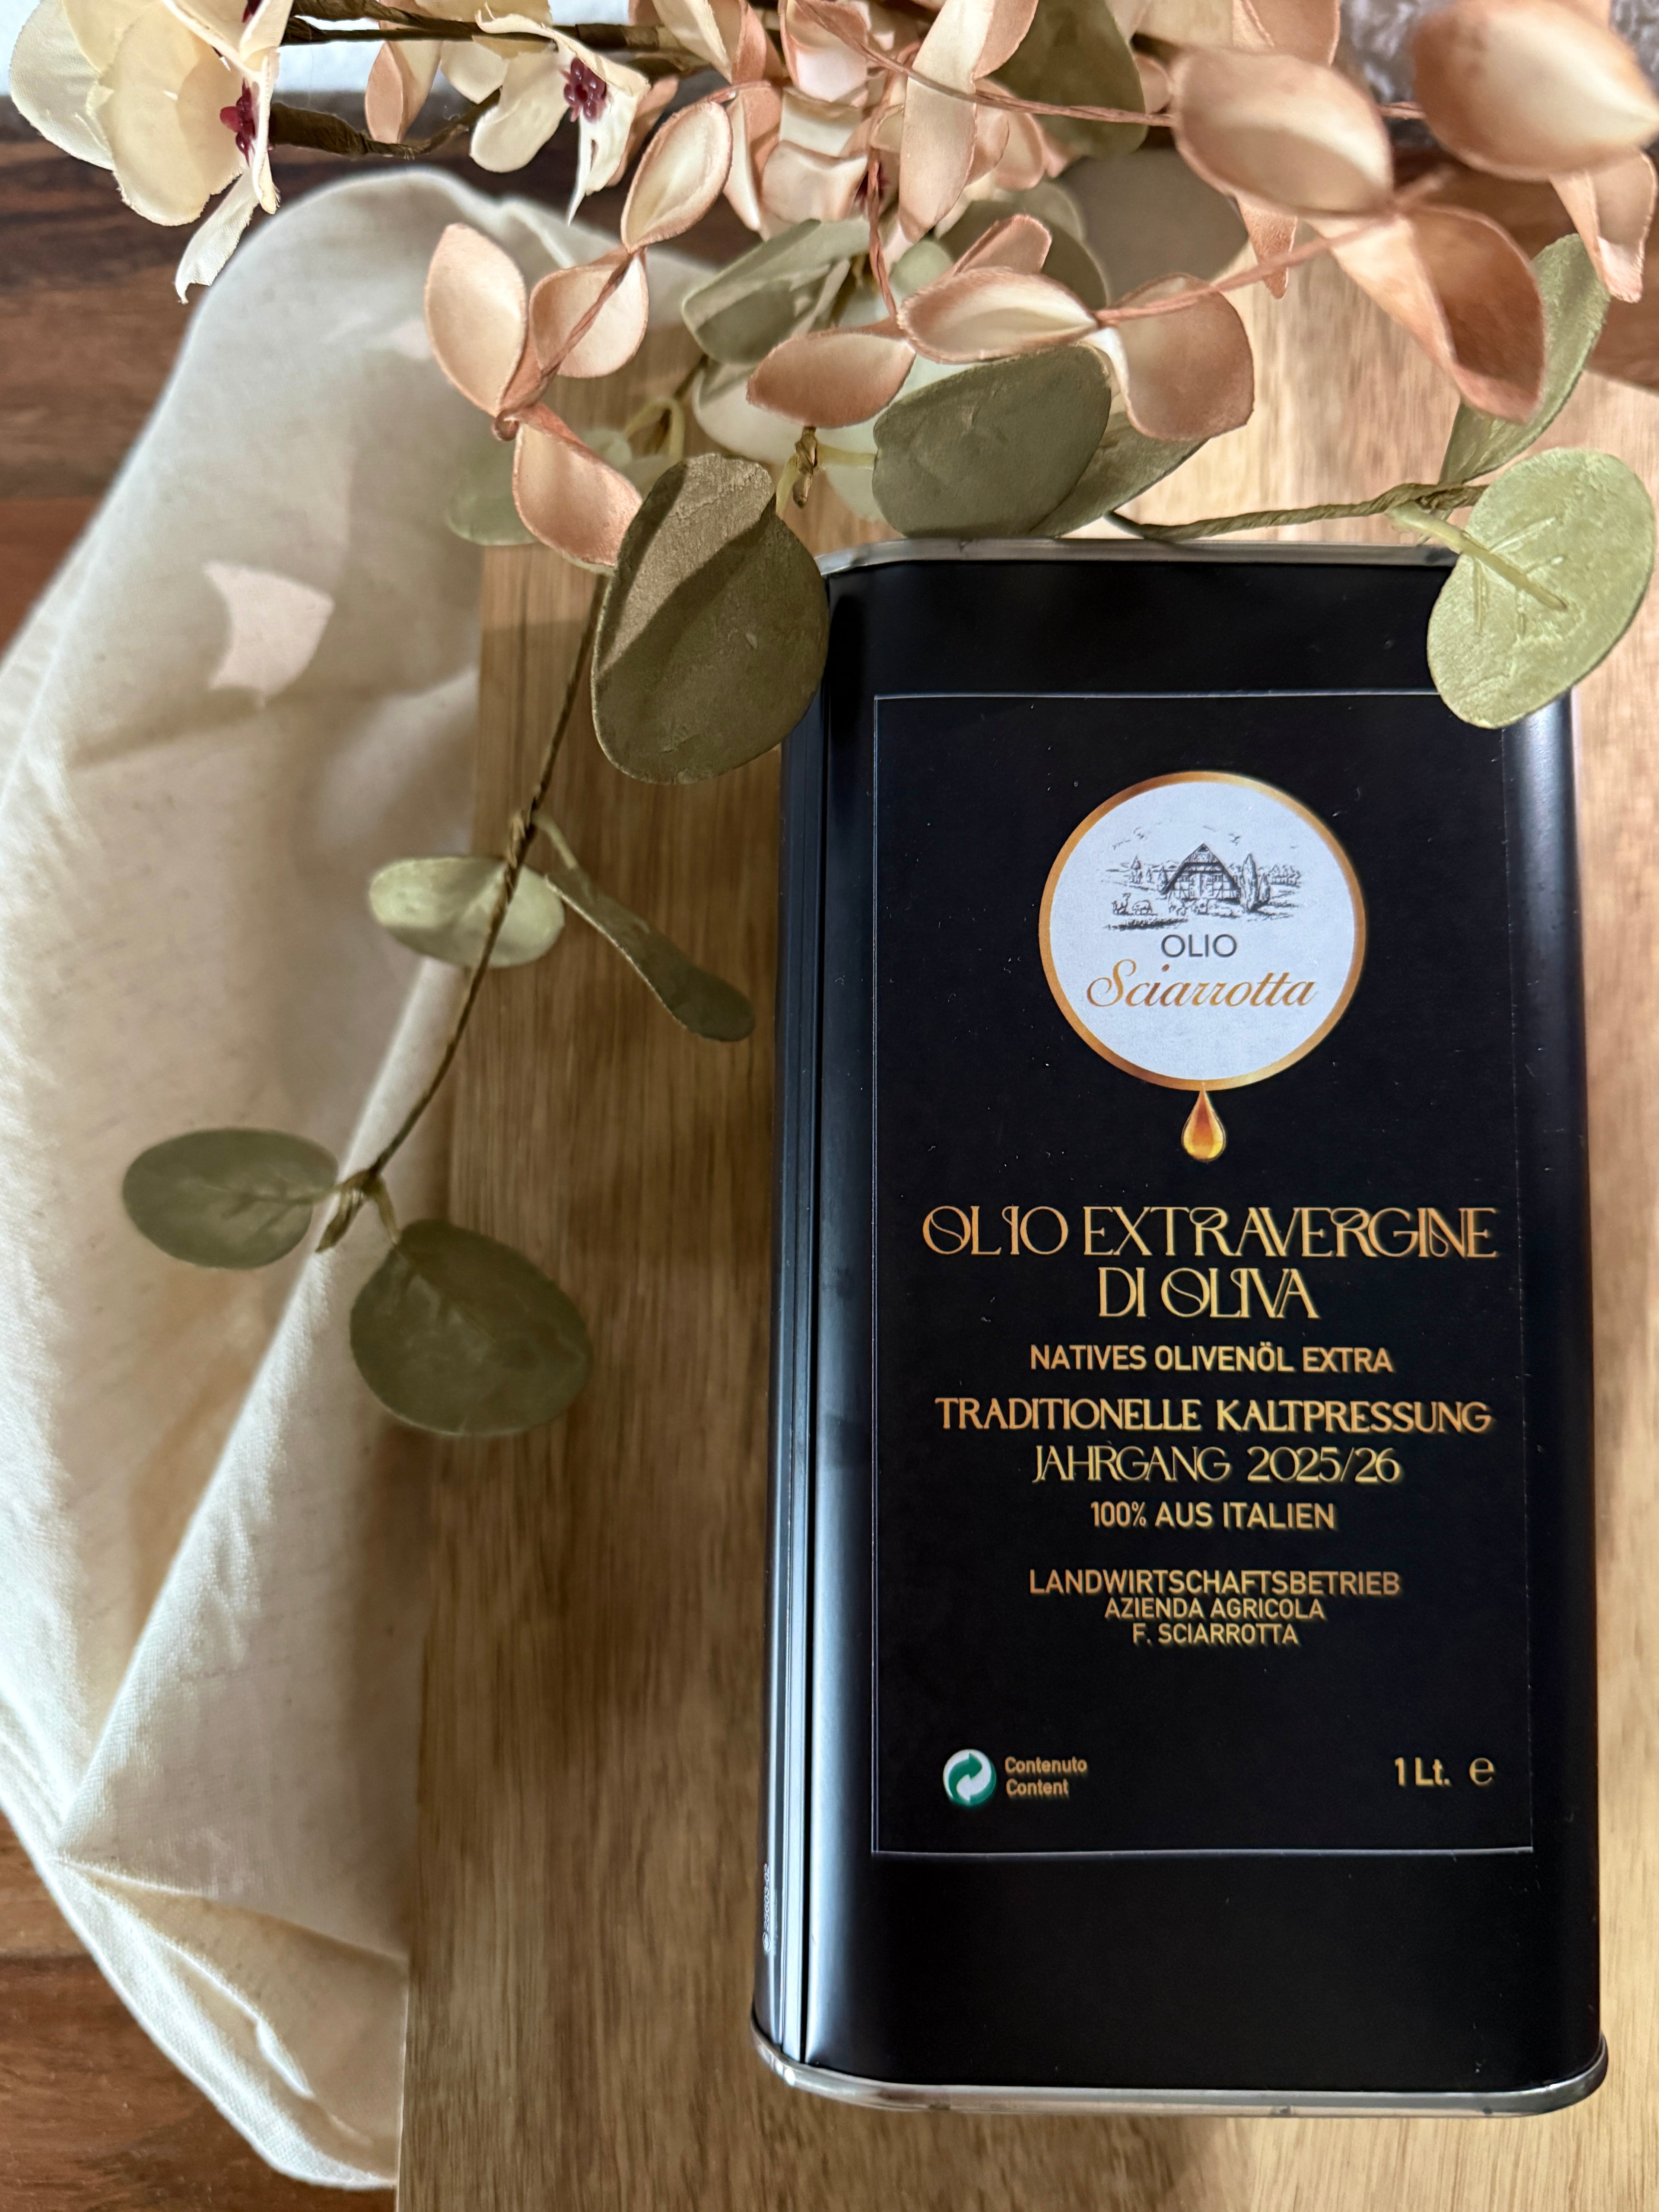 OLIO
Sciarrotta
OLIO EXTRAVERGINE
DI OLIVA
NATIVES OLIVENÖL EXTRA
TRADITIONELLE KALTPRESSUNG
JAHRGANG 2025/26
100% AUS ITALIEN
LANDWIRTSCHAFTSBETRIEB
AZIENDA AGRICOLA
F. SCIARROTTA
Contenuto
Content
1 Lt. e